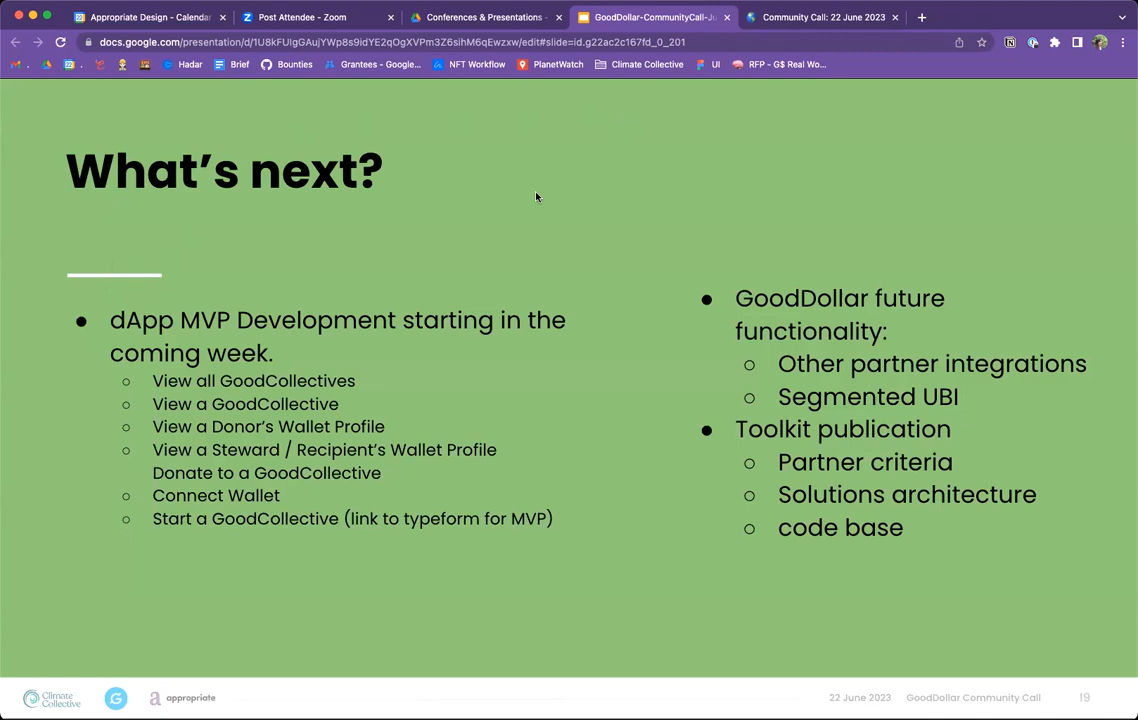 Appropriate Design - Calendar
Post Attendee - Zoom
Conferences & Presentations -
GoodDollar-CommunityCall-Ju
Community Call: 22 June 2023
docs.google.com/presentation/d/1U8kFUlgGAujYWp8s9idYE2qOgXVPm3Z6sihM6qEwzxw/edit#slide=id.g22ac2c167fd_0_201
Hadar
Brief
Bounties
Grantees - Google...
NFT Workflow
PlanetWatch
Climate Collective
UI
RFP - G$ Real Wo...
What's next?
● dApp MVP Development starting in the
coming week.
○ View all GoodCollectives
○ View a GoodCollective
○ View a Donor's Wallet Profile
○ View a Steward / Recipient's Wallet Profile
Donate to a GoodCollective
○ Connect Wallet
○ Start a GoodCollective (link to typeform for MVP)
● GoodDollar future
functionality:
○ Other partner integrations
○ Segmented UBI
● Toolkit publication
○ Partner criteria
○ Solutions architecture
○ code base
Climate
Collective
G
a appropriate
22 June 2023
GoodDollar Community Call
19